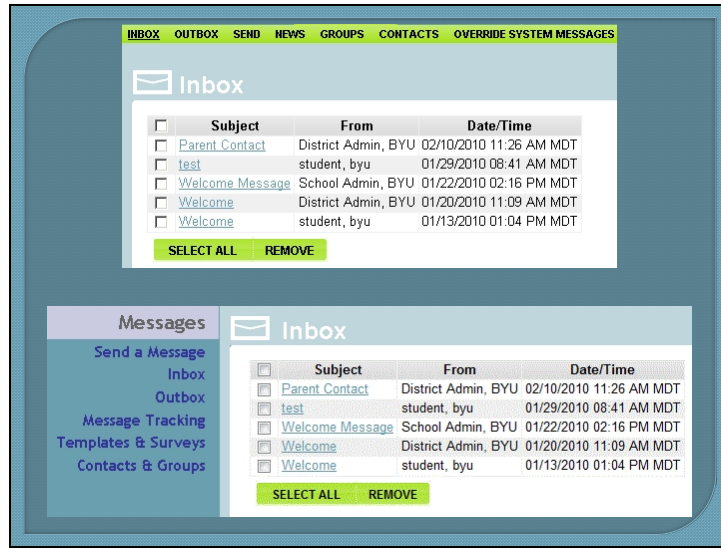 INBOX OUTBOX SEND NEWS GROUPS CONTACTS OVERRIDE SYSTEM MESSAGES
Inbox
Subject From Date/Time
Parent Contact District Admin, BYU 02/10/2010 11:26 AM MDT
test student, byu 01/29/2010 08:41 AM MDT
Welcome Message School Admin, BYU 01/22/2010 02:16 PM MDT
Welcome District Admin, BYU 01/20/2010 11:09 AM MDT
Welcome student, byu 01/13/2010 01:04 PM MDT
SELECT ALL REMOVE
Messages
Send a Message
Inbox
Outbox
Message Tracking
Templates & Surveys
Contacts & Groups
Inbox
Subject From Date/Time
Parent Contact District Admin, BYU 02/10/2010 11:26 AM MDT
test student, byu 01/29/2010 08:41 AM MDT
Welcome Message School Admin, BYU 01/22/2010 02:16 PM MDT
Welcome District Admin, BYU 01/20/2010 11:09 AM MDT
Welcome student, byu 01/13/2010 01:04 PM MDT
SELECT ALL REMOVE